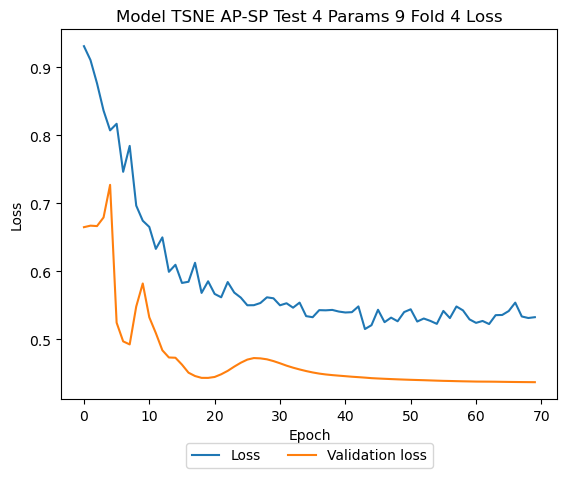 Model TSNE AP-SP Test 4 Params 9 Fold 4 Loss
0.9
0.8
0.7
0.6
0.5
Loss
0 10 20 30 40 50 60 70
Epoch
Loss Validation loss